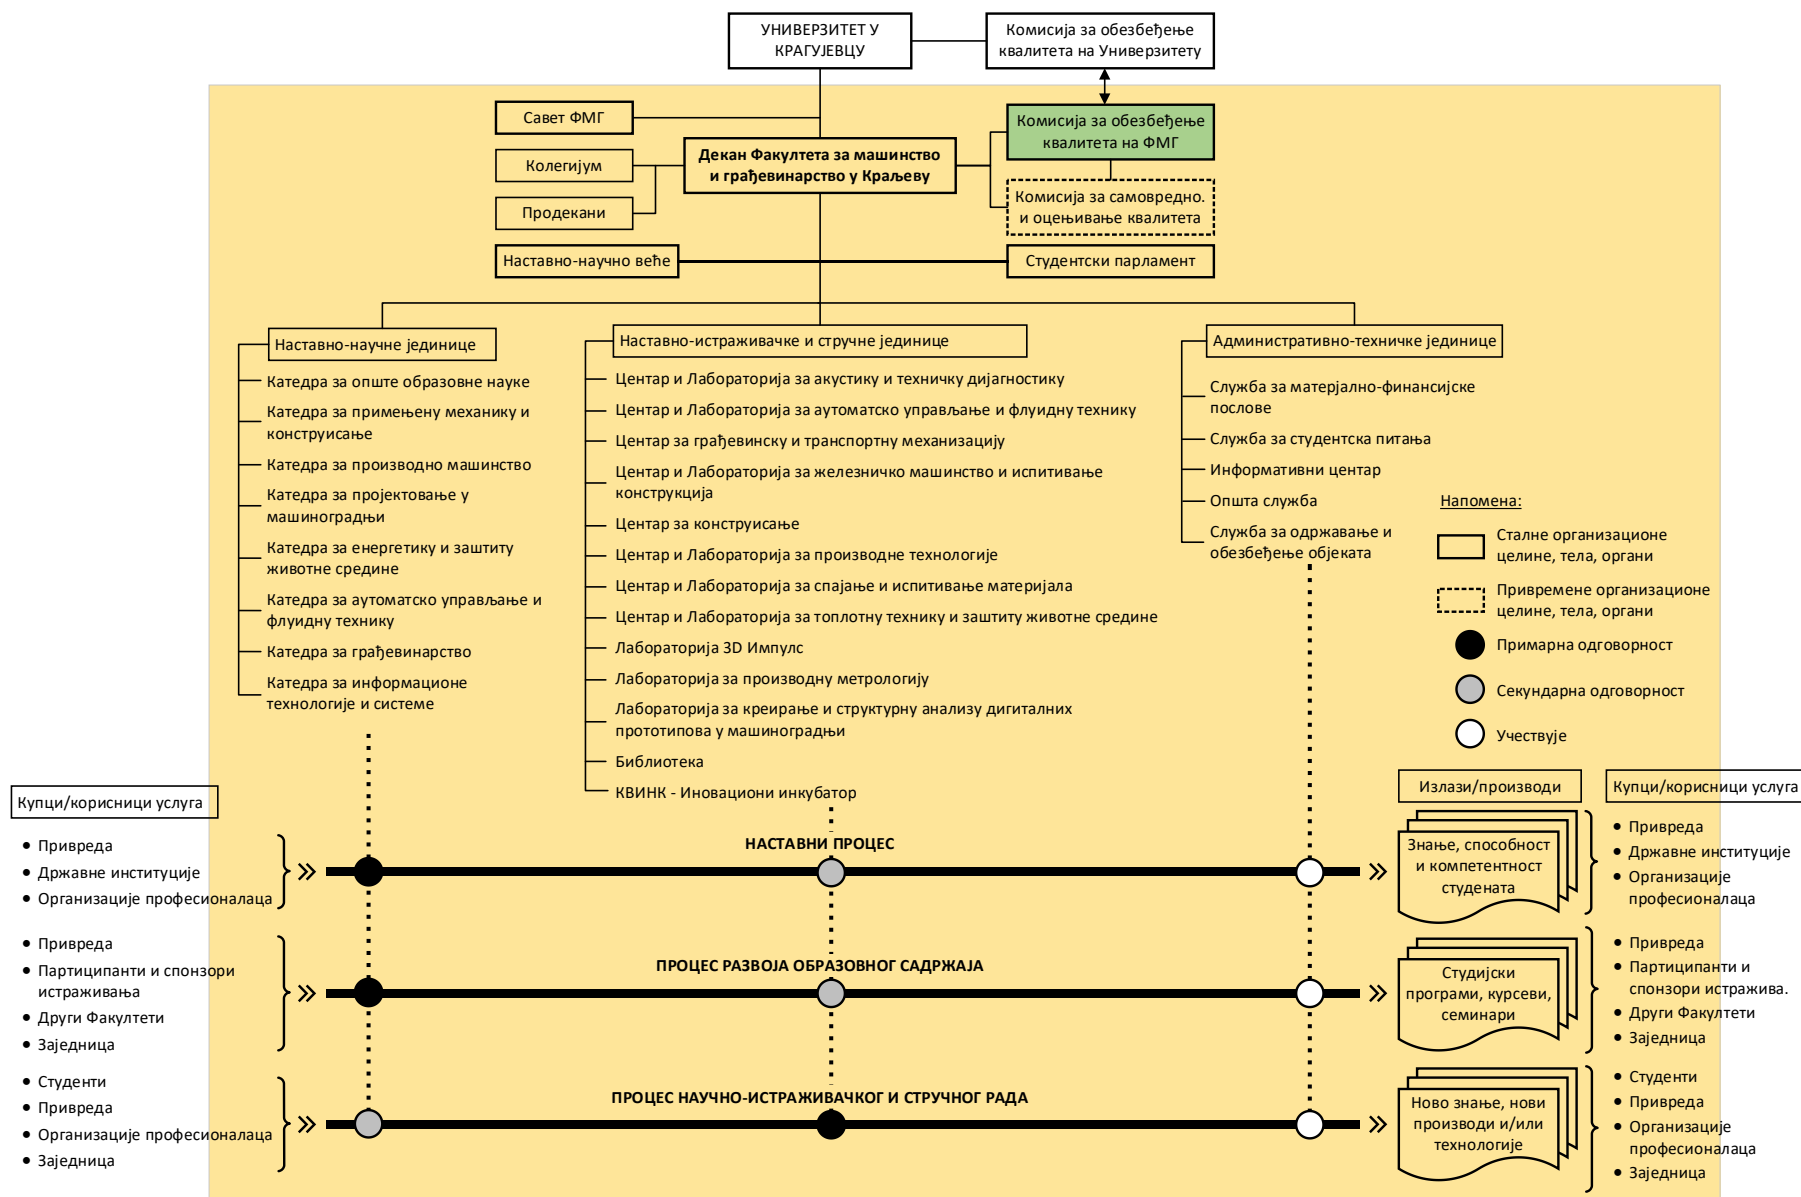 УНИВЕРЗИТЕТ У
КРАГУЈЕВЦУ
Комисија за обезбеђење
квалитета на Универзитету
Савет ФМГ
Комисија за обезбеђење
квалитета на ФМГ
Колегијум
Декан Факултета за машинство
и грађевинарство у Краљеву
Продекани
Комисија за самовредно.
и оцењивање квалитета
Наставно-научно веће
Студентски парламент
Наставно-научне јединице
Катедра за опште образовне науке
Катедра за примењену механику и
конструисање
Катедра за производно машинство
Катедра за пројектовање у
машиноградњи
Катедра за енергетику и заштиту
животне средине
Катедра за аутоматско управљање и
флуидну технику
Катедра за грађевинарство
Катедра за информационе
технологије и системе
Наставно-истраживачке и стручне јединице
Центар и Лабораторија за акустику и техничку дијагностику
Центар и Лабораторија за аутоматско управљање и флуидну технику
Центар за грађевинску и транспортну механизацију
Центар и Лабораторија за железничко машинство и испитивање
конструкција
Центар за конструисање
Центар и Лабораторија за производне технологије
Центар и Лабораторија за спајање и испитивање материјала
Центар и Лабораторија за топлотну технику и заштиту животне средине
Лабораторија 3D Импулс
Лабораторија за производну метрологију
Лабораторија за креирање и структурну анализу дигиталних
прототипова у машиноградњи
Библиотека
КВИНК - Иновациони инкубатор
Административно-техничке јединице
Служба за матерјално-финансијске
послове
Служба за студентска питања
Информативни центар
Општа служба
Служба за одржавање и
обезбеђење објеката
Напомена:
Сталне организационе
целине, тела, органи
Привремене организационе
целине, тела, органи
Примарна одговорност
Секундарна одговорност
Учествује
Купци/корисници услуга
Излази/производи
Купци/корисници услуга
• Привреда
• Државне институције
• Организације професионалаца
НАСТАВНИ ПРОЦЕС
Знање, способност
и компетентност
студената
• Привреда
• Државне институције
• Организације
професионалаца
• Привреда
• Партиципанти и спонзори
истраживања
• Други Факултети
• Заједница
ПРОЦЕС РАЗВОЈА ОБРАЗОВНОГ САДРЖАЈА
Студијски
програми, курсеви,
семинари
• Привреда
• Партиципанти и
спонзори истражива.
• Други Факултети
• Заједница
• Студенти
• Привреда
• Организације професионалаца
• Заједница
ПРОЦЕС НАУЧНО-ИСТРАЖИВАЧКОГ И СТРУЧНОГ РАДА
Ново знање, нови
производи и/или
технологије
• Студенти
• Привреда
• Организације
професионалаца
• Заједница